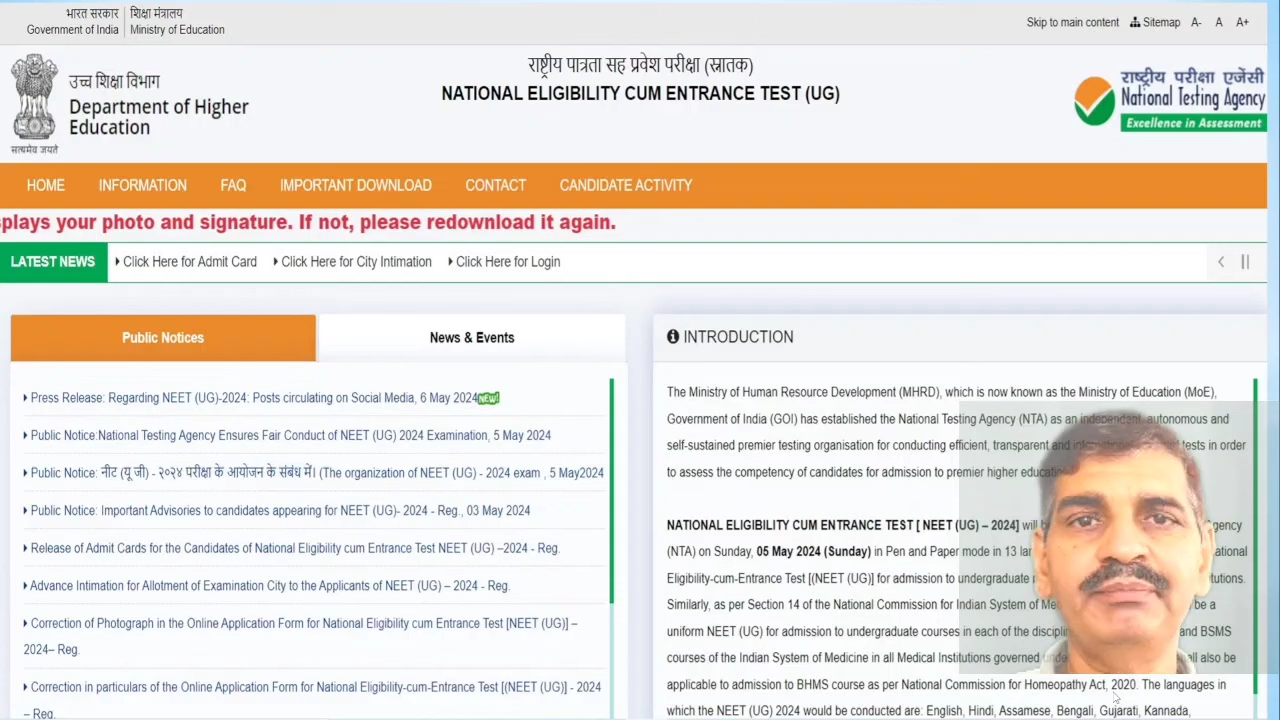 भारत सरकार
शिक्षा मंत्रालय
Government of India
Ministry of Education
Skip to main content
Sitemap
A-
A
A+
सत्यमेव जयते
उच्च शिक्षा विभाग
Department of Higher
Education
राष्ट्रीय पात्रता सह प्रवेश परीक्षा (स्नातक)
NATIONAL ELIGIBILITY CUM ENTRANCE TEST (UG)
राष्ट्रीय परीक्षा एजेंसी
National Testing Agency
Excellence in Assessment
HOME
INFORMATION
FAQ
IMPORTANT DOWNLOAD
CONTACT
CANDIDATE ACTIVITY
splays your photo and signature. If not, please redownload it again.
LATEST NEWS
Click Here for Admit Card
Click Here for City Intimation
Click Here for Login
Public Notices
News & Events
Press Release: Regarding NEET (UG)-2024: Posts circulating on Social Media, 6 May 2024 NEW!
Public Notice:National Testing Agency Ensures Fair Conduct of NEET (UG) 2024 Examination, 5 May 2024
Public Notice: नीट (यू जी) - २०२४ परीक्षा के आयोजन के संबंध में। (The organization of NEET (UG) - 2024 exam , 5 May2024
Public Notice: Important Advisories to candidates appearing for NEET (UG)- 2024 - Reg., 03 May 2024
Release of Admit Cards for the Candidates of National Eligibility cum Entrance Test NEET (UG) –2024 - Reg.
Advance Intimation for Allotment of Examination City to the Applicants of NEET (UG) – 2024 - Reg.
Correction of Photograph in the Online Application Form for National Eligibility cum Entrance Test [NEET (UG)] –
2024– Reg.
Correction in particulars of the Online Application Form for National Eligibility-cum-Entrance Test [(NEET (UG)] - 2024
– Reg.
INTRODUCTION
The Ministry of Human Resource Development (MHRD), which is now known as the Ministry of Education (MoE),
Government of India (GOI) has established the National Testing Agency (NTA) as an independent, autonomous and
self-sustained premier testing organisation for conducting efficient, transparent and tests in order
to assess the competency of candidates for admission to premier higher
NATIONAL ELIGIBILITY CUM ENTRANCE TEST [ NEET (UG) – 2024] will
(NTA) on Sunday, 05 May 2024 (Sunday) in Pen and Paper mode in 13
Eligibility-cum-Entrance Test [(NEET (UG)] for admission to undergraduate
Similarly, as per Section 14 of the National Commission for Indian System of be a
uniform NEET (UG) for admission to undergraduate courses in each of the and BSMS
courses of the Indian System of Medicine in all Medical Institutions governed also be
applicable to admission to BHMS course as per National Commission for Homeopathy Act, 2020. The languages in
which the NEET (UG) 2024 would be conducted are: English, Hindi, Assamese, Bengali, Gujarati, Kannada,